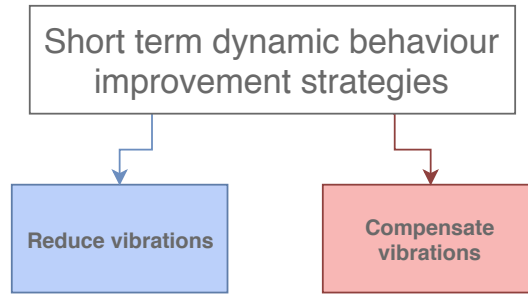 Short term dynamic behaviour
improvement strategies
Reduce vibrations
Compensate
vibrations